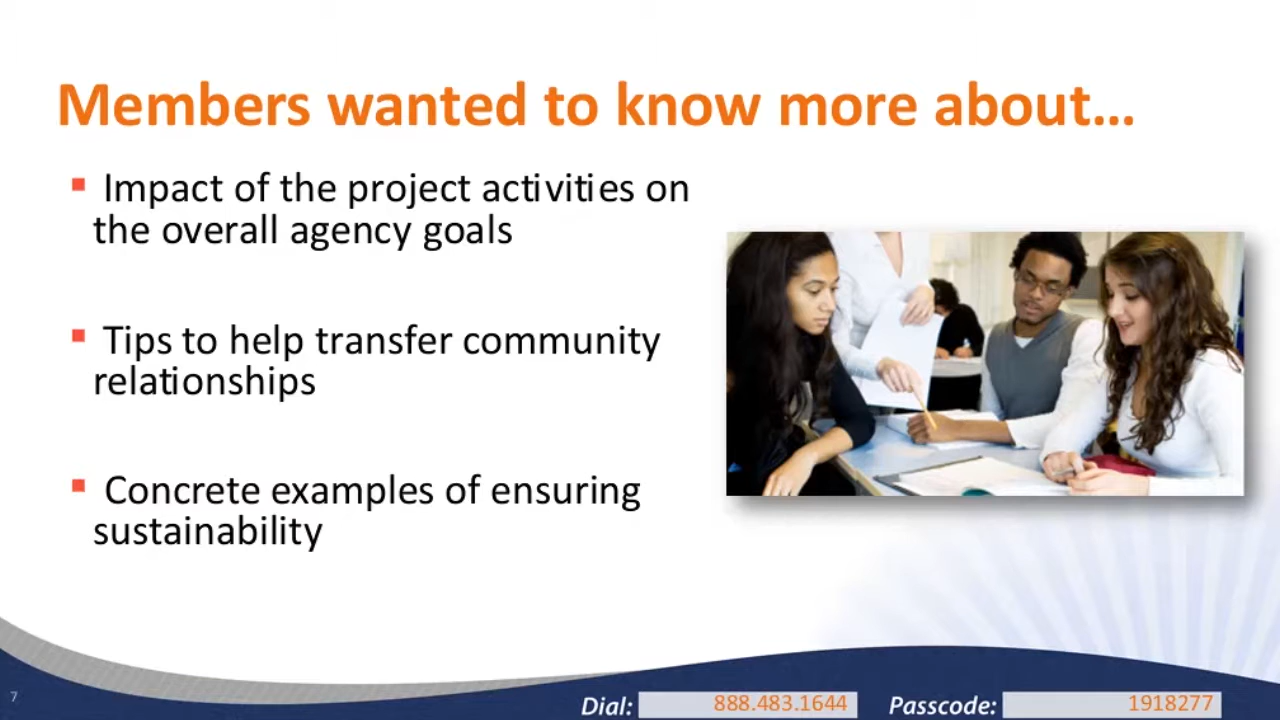 Members wanted to know more about...
▪ Impact of the project activities on
the overall agency goals
▪ Tips to help transfer community
relationships
▪ Concrete examples of ensuring
sustainability
7
Dial: 888.483.1644 Passcode: 1918277